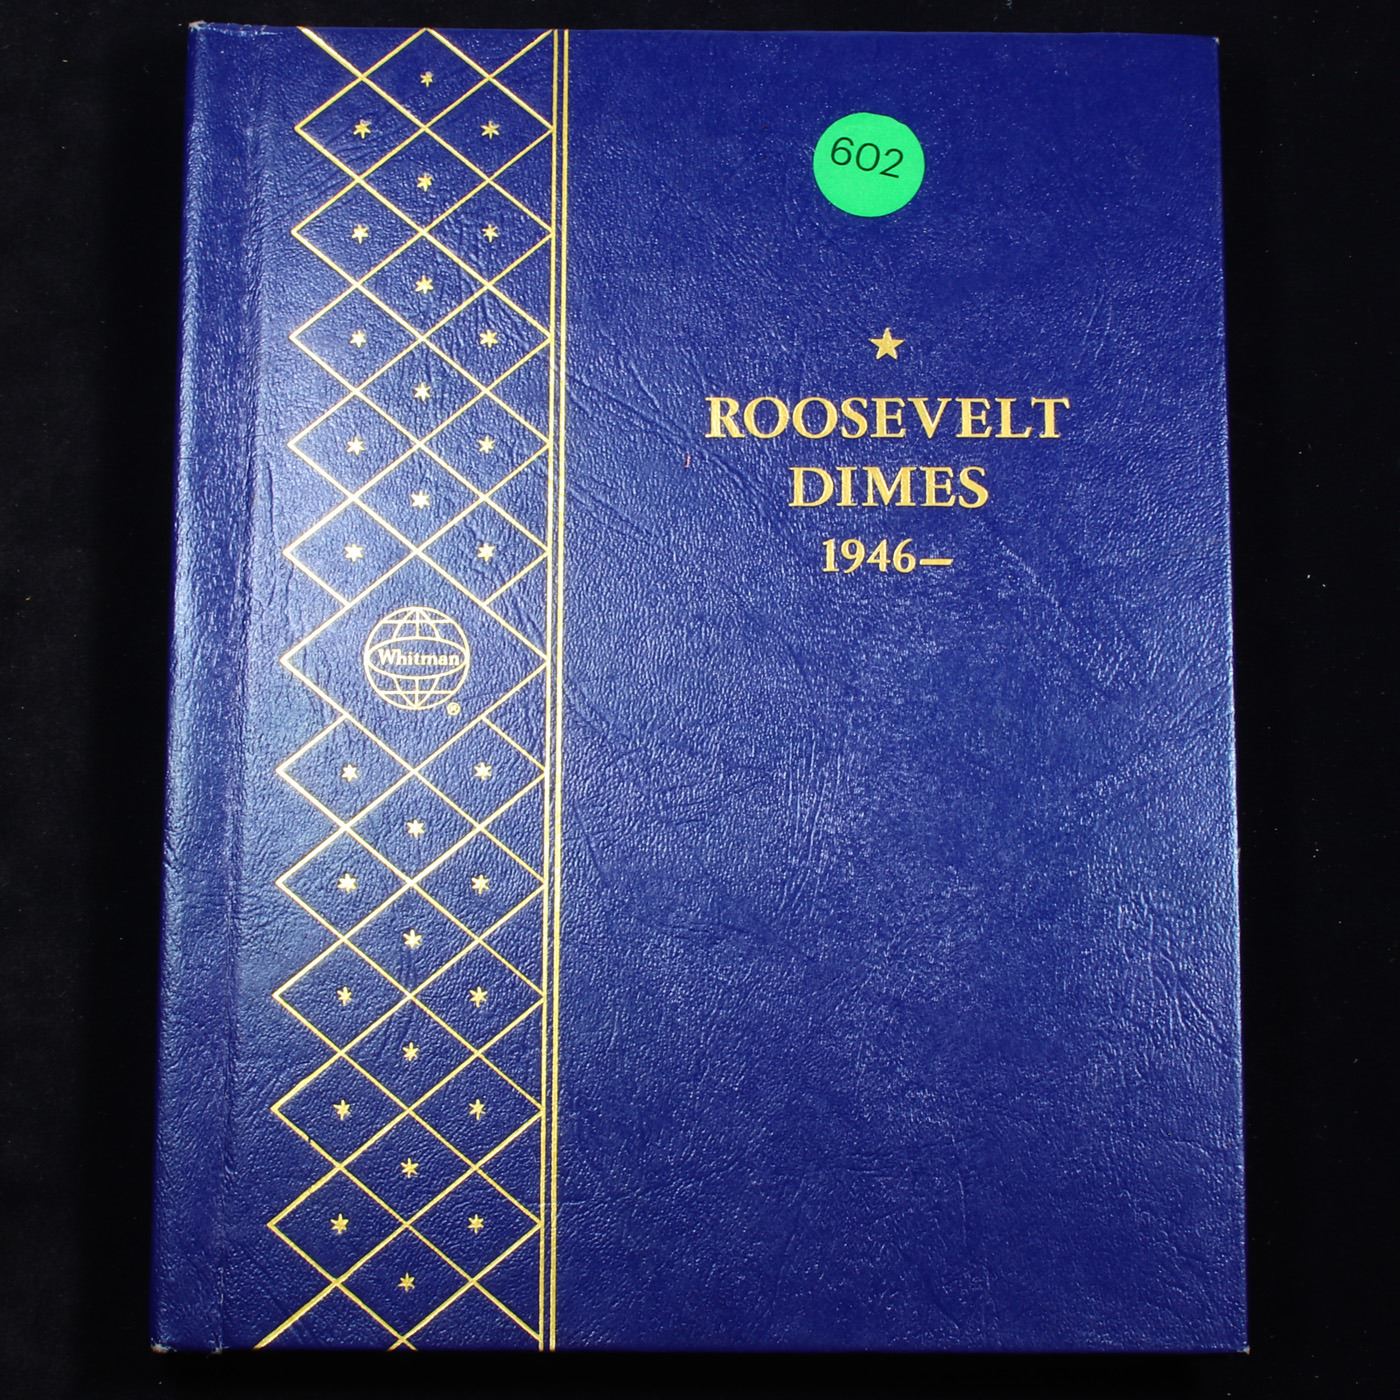 602
ROOSEVELT
DIMES
1946–
Whitman
®